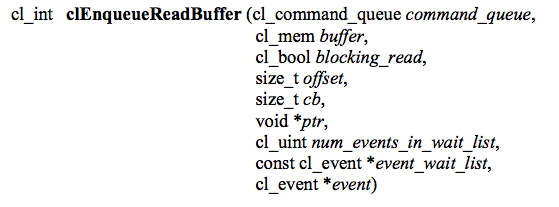 cl_int clEnqueueReadBuffer (cl_command_queue command_queue,
cl_mem buffer,
cl_bool blocking_read,
size_t offset,
size_t cb,
void *ptr,
cl_uint num_events_in_wait_list,
const cl_event *event_wait_list,
cl_event *event)